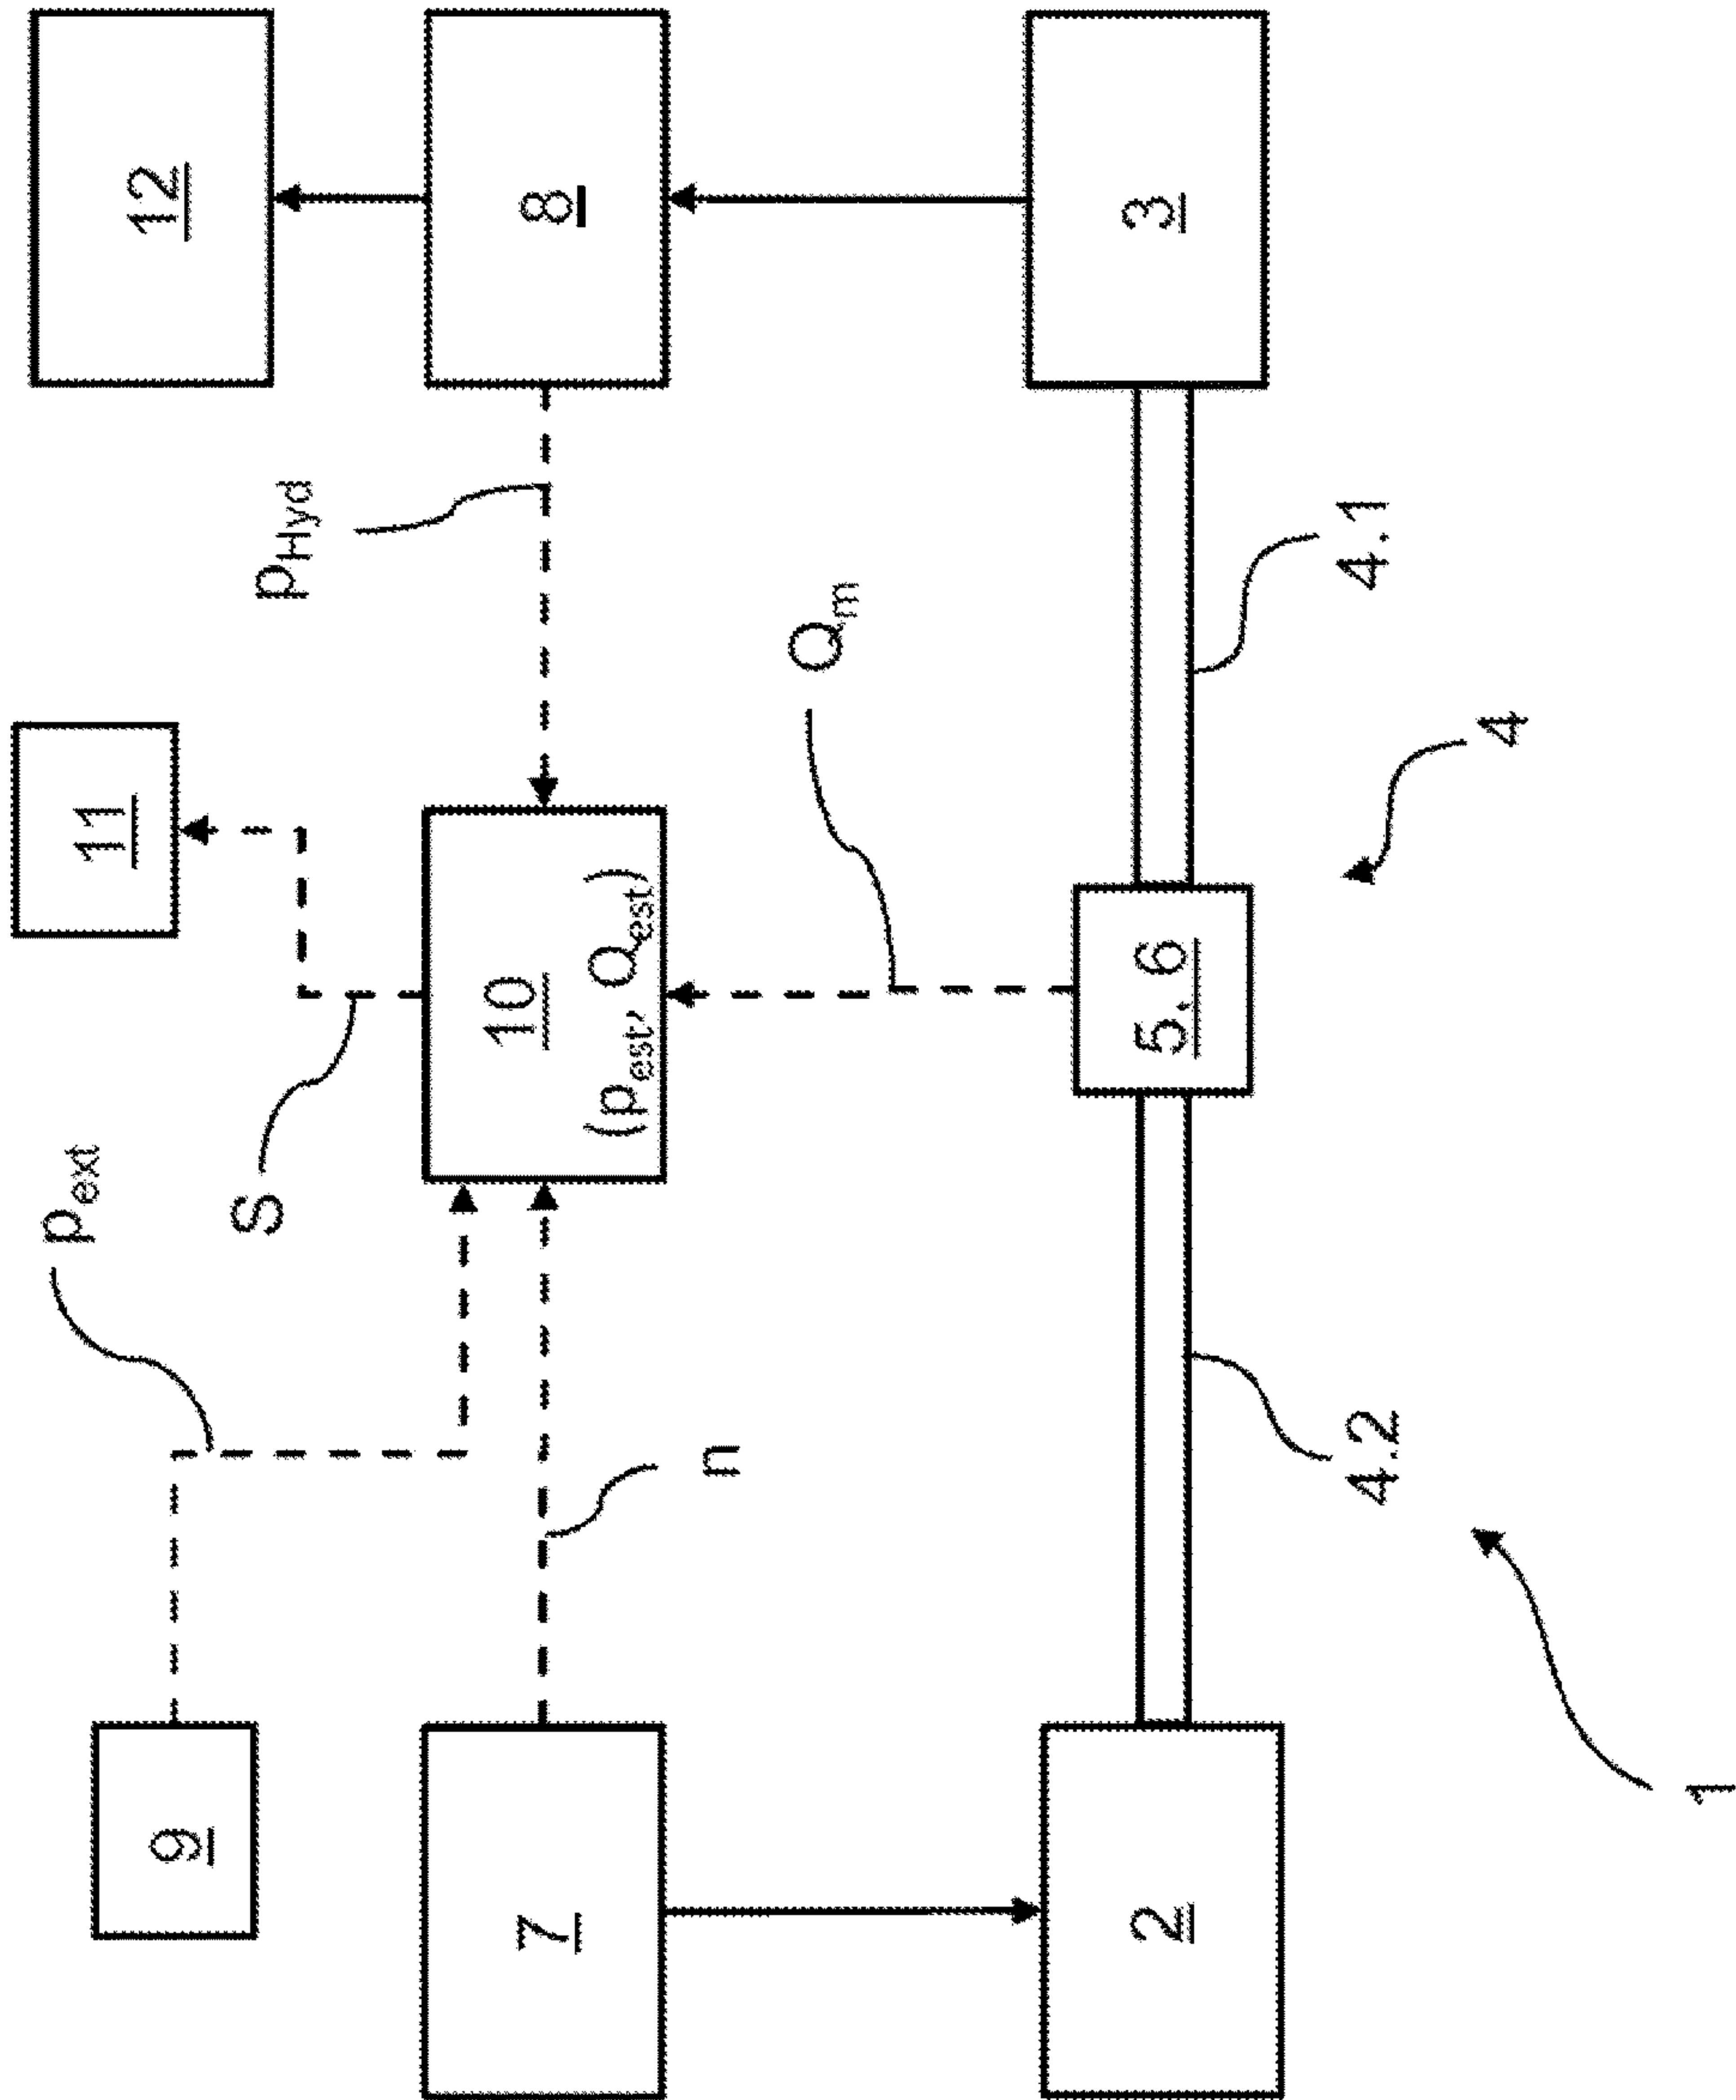 9
p_ext
11
12
S
p_Hyd
7
10
8
(p_est, Q_est)
n
Q_m
2
5, 6
3
4.2
4.1
4
1